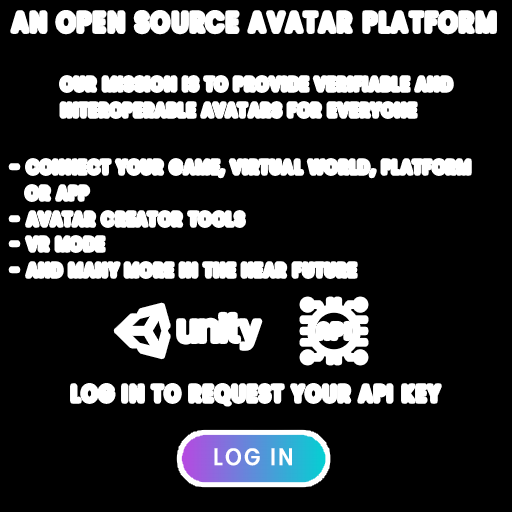 AN OPEN SOURCE AVATAR PLATFORM
OUR MISSION IS TO PROVIDE VERIFIABLE AND
INTEROPERABLE AVATARS FOR EVERYONE
- CONNECT YOUR GAME, VIRTUAL WORLD, PLATFORM
OR APP
- AVATAR CREATOR TOOLS
- VR MODE
- AND MANY MORE IN THE NEAR FUTURE
unity
API
LOG IN TO REQUEST YOUR API KEY
LOG IN